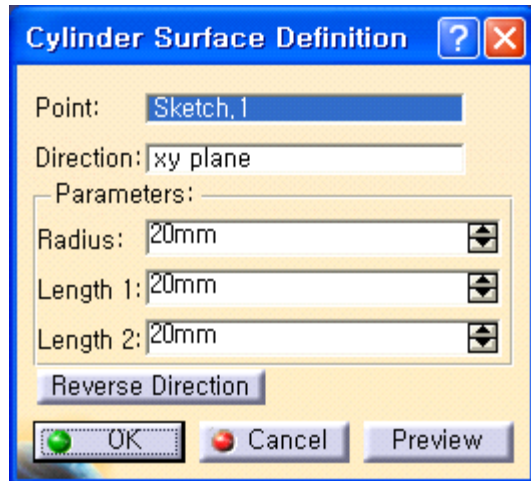 Cylinder Surface Definition ?
Point: Sketch,1
Direction: xy plane
Parameters:
Radius: 20mm
Length 1: 20mm
Length 2: 20mm
Reverse Direction
OK Cancel Preview